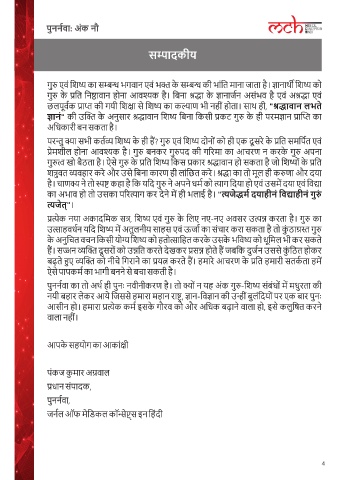 पुनर्नवा: अंक नौ
mch
सम्पादकीय
गुरु एवं शिष्य का सम्बन्ध भगवान एवं भक्त के सम्बन्ध की भांति माना जाता है। ज्ञानार्थी शिष्य को
गुरु के प्रति निष्ठावान होना आवश्यक है। बिना श्रद्धा के ज्ञानार्जन असंभव है एवं अश्रद्धा एवं
छलपूर्वक प्राप्त की गयी शिक्षा से शिष्य का कल्याण भी नहीं होता। साथ ही, "श्रद्धावान लभते
ज्ञानं" की उक्ति के अनुसार श्रद्धावान शिष्य बिना किसी प्रकट गुरु के ही परमज्ञान प्राप्ति का
अधिकारी बन सकता है।
परन्तु क्या सभी कर्तव्य शिष्य के ही है? गुरु एवं शिष्य दोनों को ही एक दूसरे के प्रति समर्पित एवं
प्रेमशील होना आवश्यक है। गुरु बनकर गुरुपद की गरिमा का आचरण न करके गुरु अपना
गुरुत्व खो बैठता है। ऐसे गुरु के प्रति शिष्य किस प्रकार श्रद्धावान हो सकता है जो शिष्यों के प्रति
शत्रुवत व्यवहार करे और उसे बिना कारण ही लांछित करे। श्रद्धा का तो मूल ही करुणा और दया
है। चाणक्य ने तो स्पष्ट कहा है कि यदि गुरु ने अपने धर्म को त्याग दिया हो एवं उसमें दया एवं विद्या
का अभाव हो तो उसका परित्याग कर देने में ही भलाई है। "त्यजेद्धर्म दयाहीनं विद्याहीनं गुरुं
त्यजेत्"।
प्रत्येक नया अकादमिक सत्र, शिष्य एवं गुरु के लिए नए-नए अवसर उत्पन्न करता है। गुरु का
उत्साहवर्धन यदि शिष्य में अतुलनीय साहस एवं ऊर्जा का संचार करा सकता है तो कुंठाग्रस्त गुरु
के अनुचित वचन किसी योग्य शिष्य को हतोत्साहित करके उसके भविष्य को धूमिल भी कर सकते
हैं। सज्जन व्यक्ति दूसरों को उन्नति करते देखकर प्रसन्न होते हैं जबकि दुर्जन उससे कुंठित होकर
बढ़ते हुए व्यक्ति को नीचे गिराने का प्रयत्न करते हैं। हमारे आचरण के प्रति हमारी सतर्कता हमें
ऐसे पापकर्म का भागी बनने से बचा सकती है।
पुनर्नवा का तो अर्थ ही पुनः नवीनीकरण है। तो क्यों न यह अंक गुरु-शिष्य संबंधों में मधुरता की
नयी बहार लेकर आये जिससे हमारा महान राष्ट्र, ज्ञान-विज्ञान की उन्हीं बुलंदियों पर एक बार पुनः
आसीन हो। हमारा प्रत्येक कर्म इसके गौरव को और अधिक बढ़ाने वाला हो, इसे कलुषित करने
वाला नहीं।
आपके सहयोग का आकांक्षी
पंकज कुमार अग्रवाल
प्रधान संपादक,
पुनर्नवा,
जर्नल ऑफ मेडिकल कॉन्सेप्ट्स इन हिंदी
4